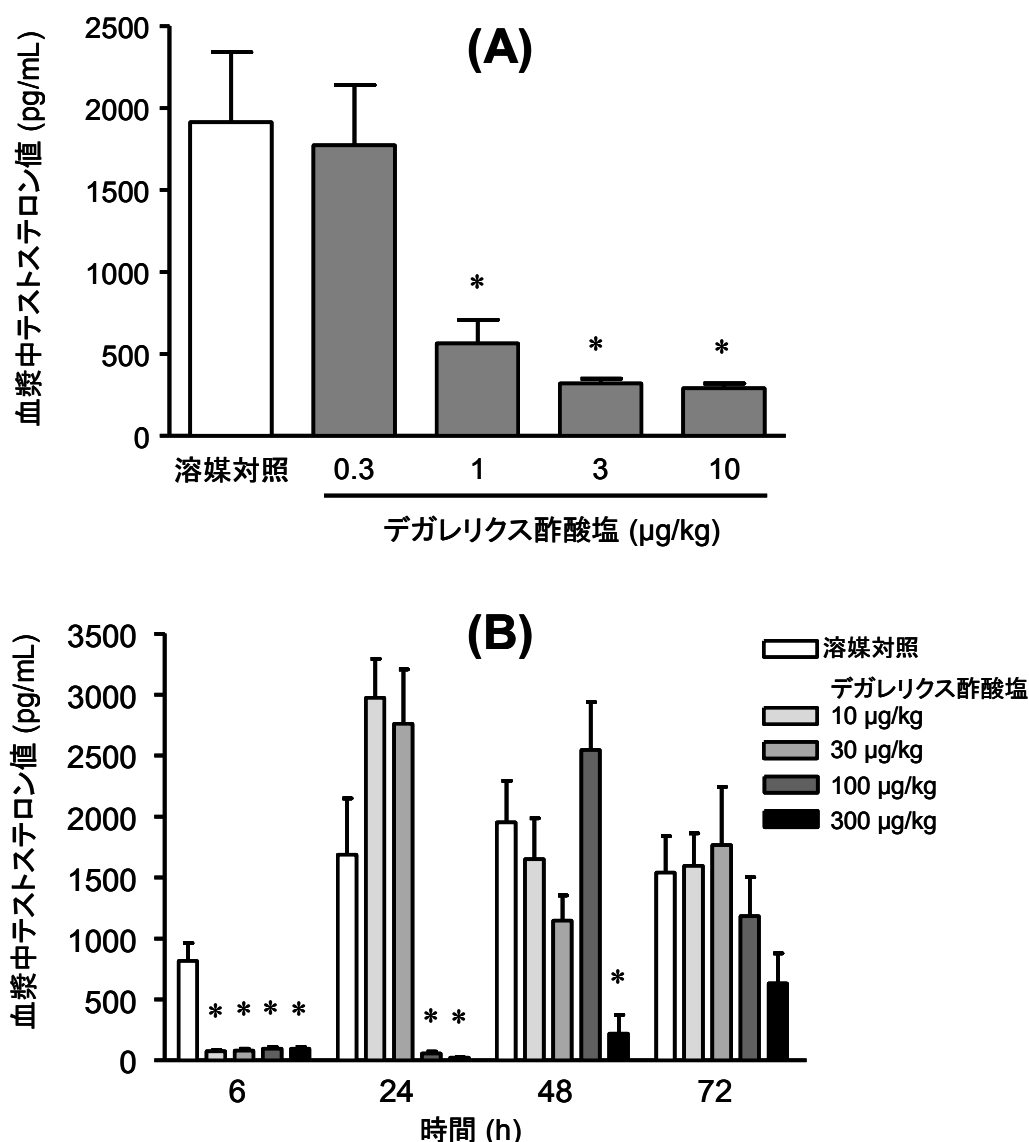 (A)
血漿中テストステロン値 (pg/mL)
2500
2000
1500
1000
500
0
*
*
*
溶媒対照 0.3 1 3 10
デガレリクス酢酸塩 (µg/kg)
(B)
血漿中テストステロン値 (pg/mL)
3500
3000
2500
2000
1500
1000
500
0
* * * *
* *
*
6 24 48 72
時間 (h)
溶媒対照
デガレリクス酢酸塩
10 µg/kg
30 µg/kg
100 µg/kg
300 µg/kg